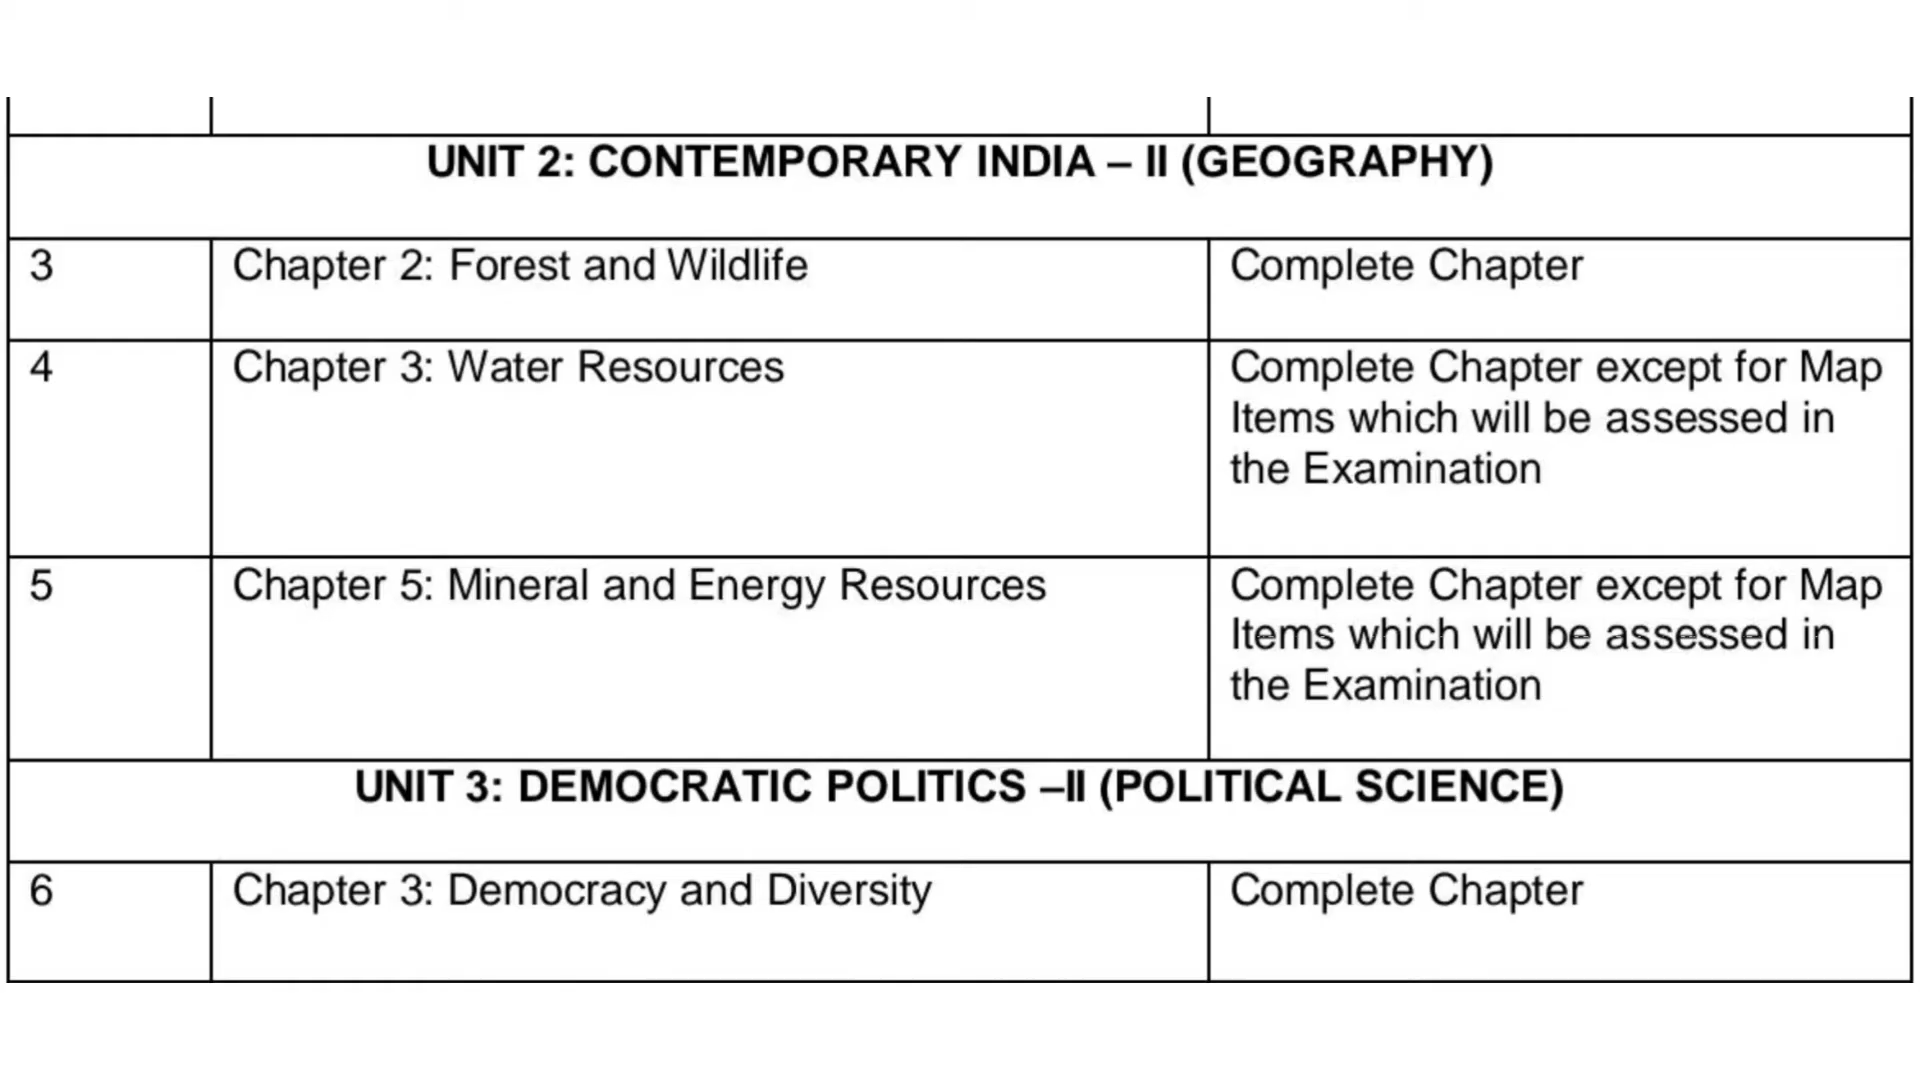 UNIT 2: CONTEMPORARY INDIA – II (GEOGRAPHY)
3
Chapter 2: Forest and Wildlife
Complete Chapter
4
Chapter 3: Water Resources
Complete Chapter except for Map
Items which will be assessed in
the Examination
5
Chapter 5: Mineral and Energy Resources
Complete Chapter except for Map
Items which will be assessed in
the Examination
UNIT 3: DEMOCRATIC POLITICS –II (POLITICAL SCIENCE)
6
Chapter 3: Democracy and Diversity
Complete Chapter